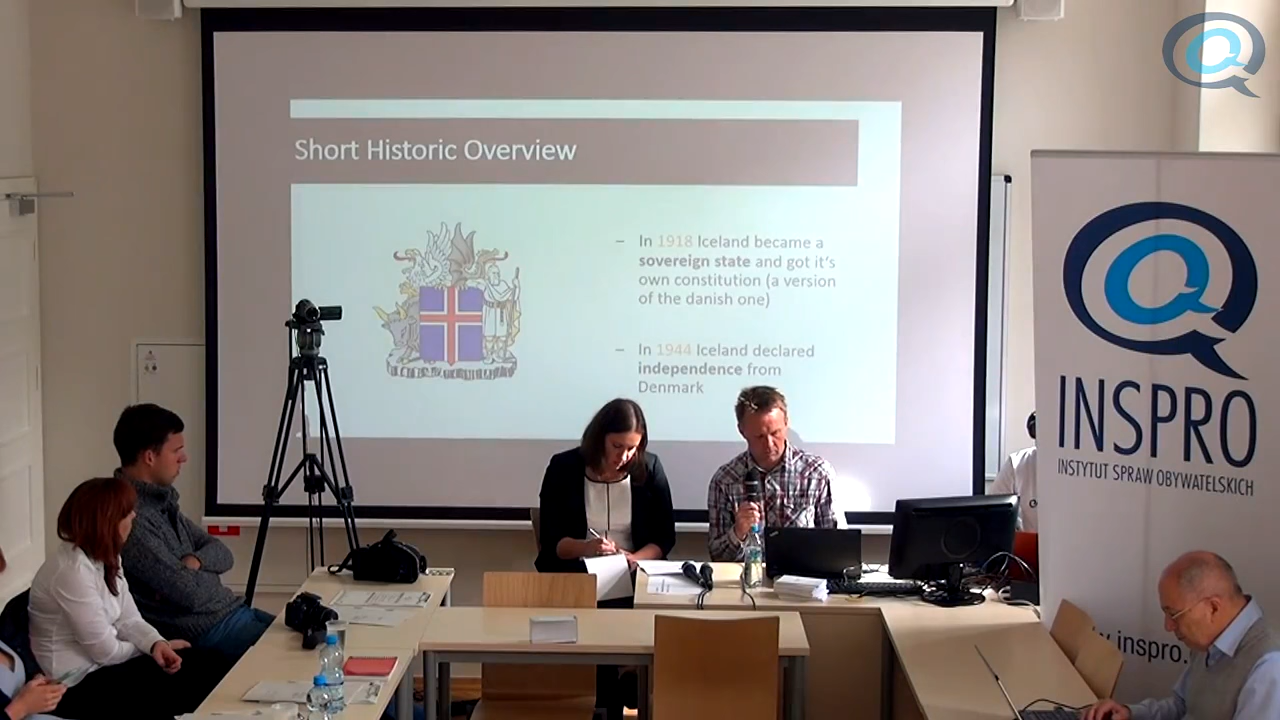 Short Historic Overview
– In 1918 Iceland became a
sovereign state and got it's
own constitution (a version
of the danish one)
– In 1944 Iceland declared
independence from
Denmark
INSPRO
INSTYTUT SPRAW OBYWATELSKICH
inspro.